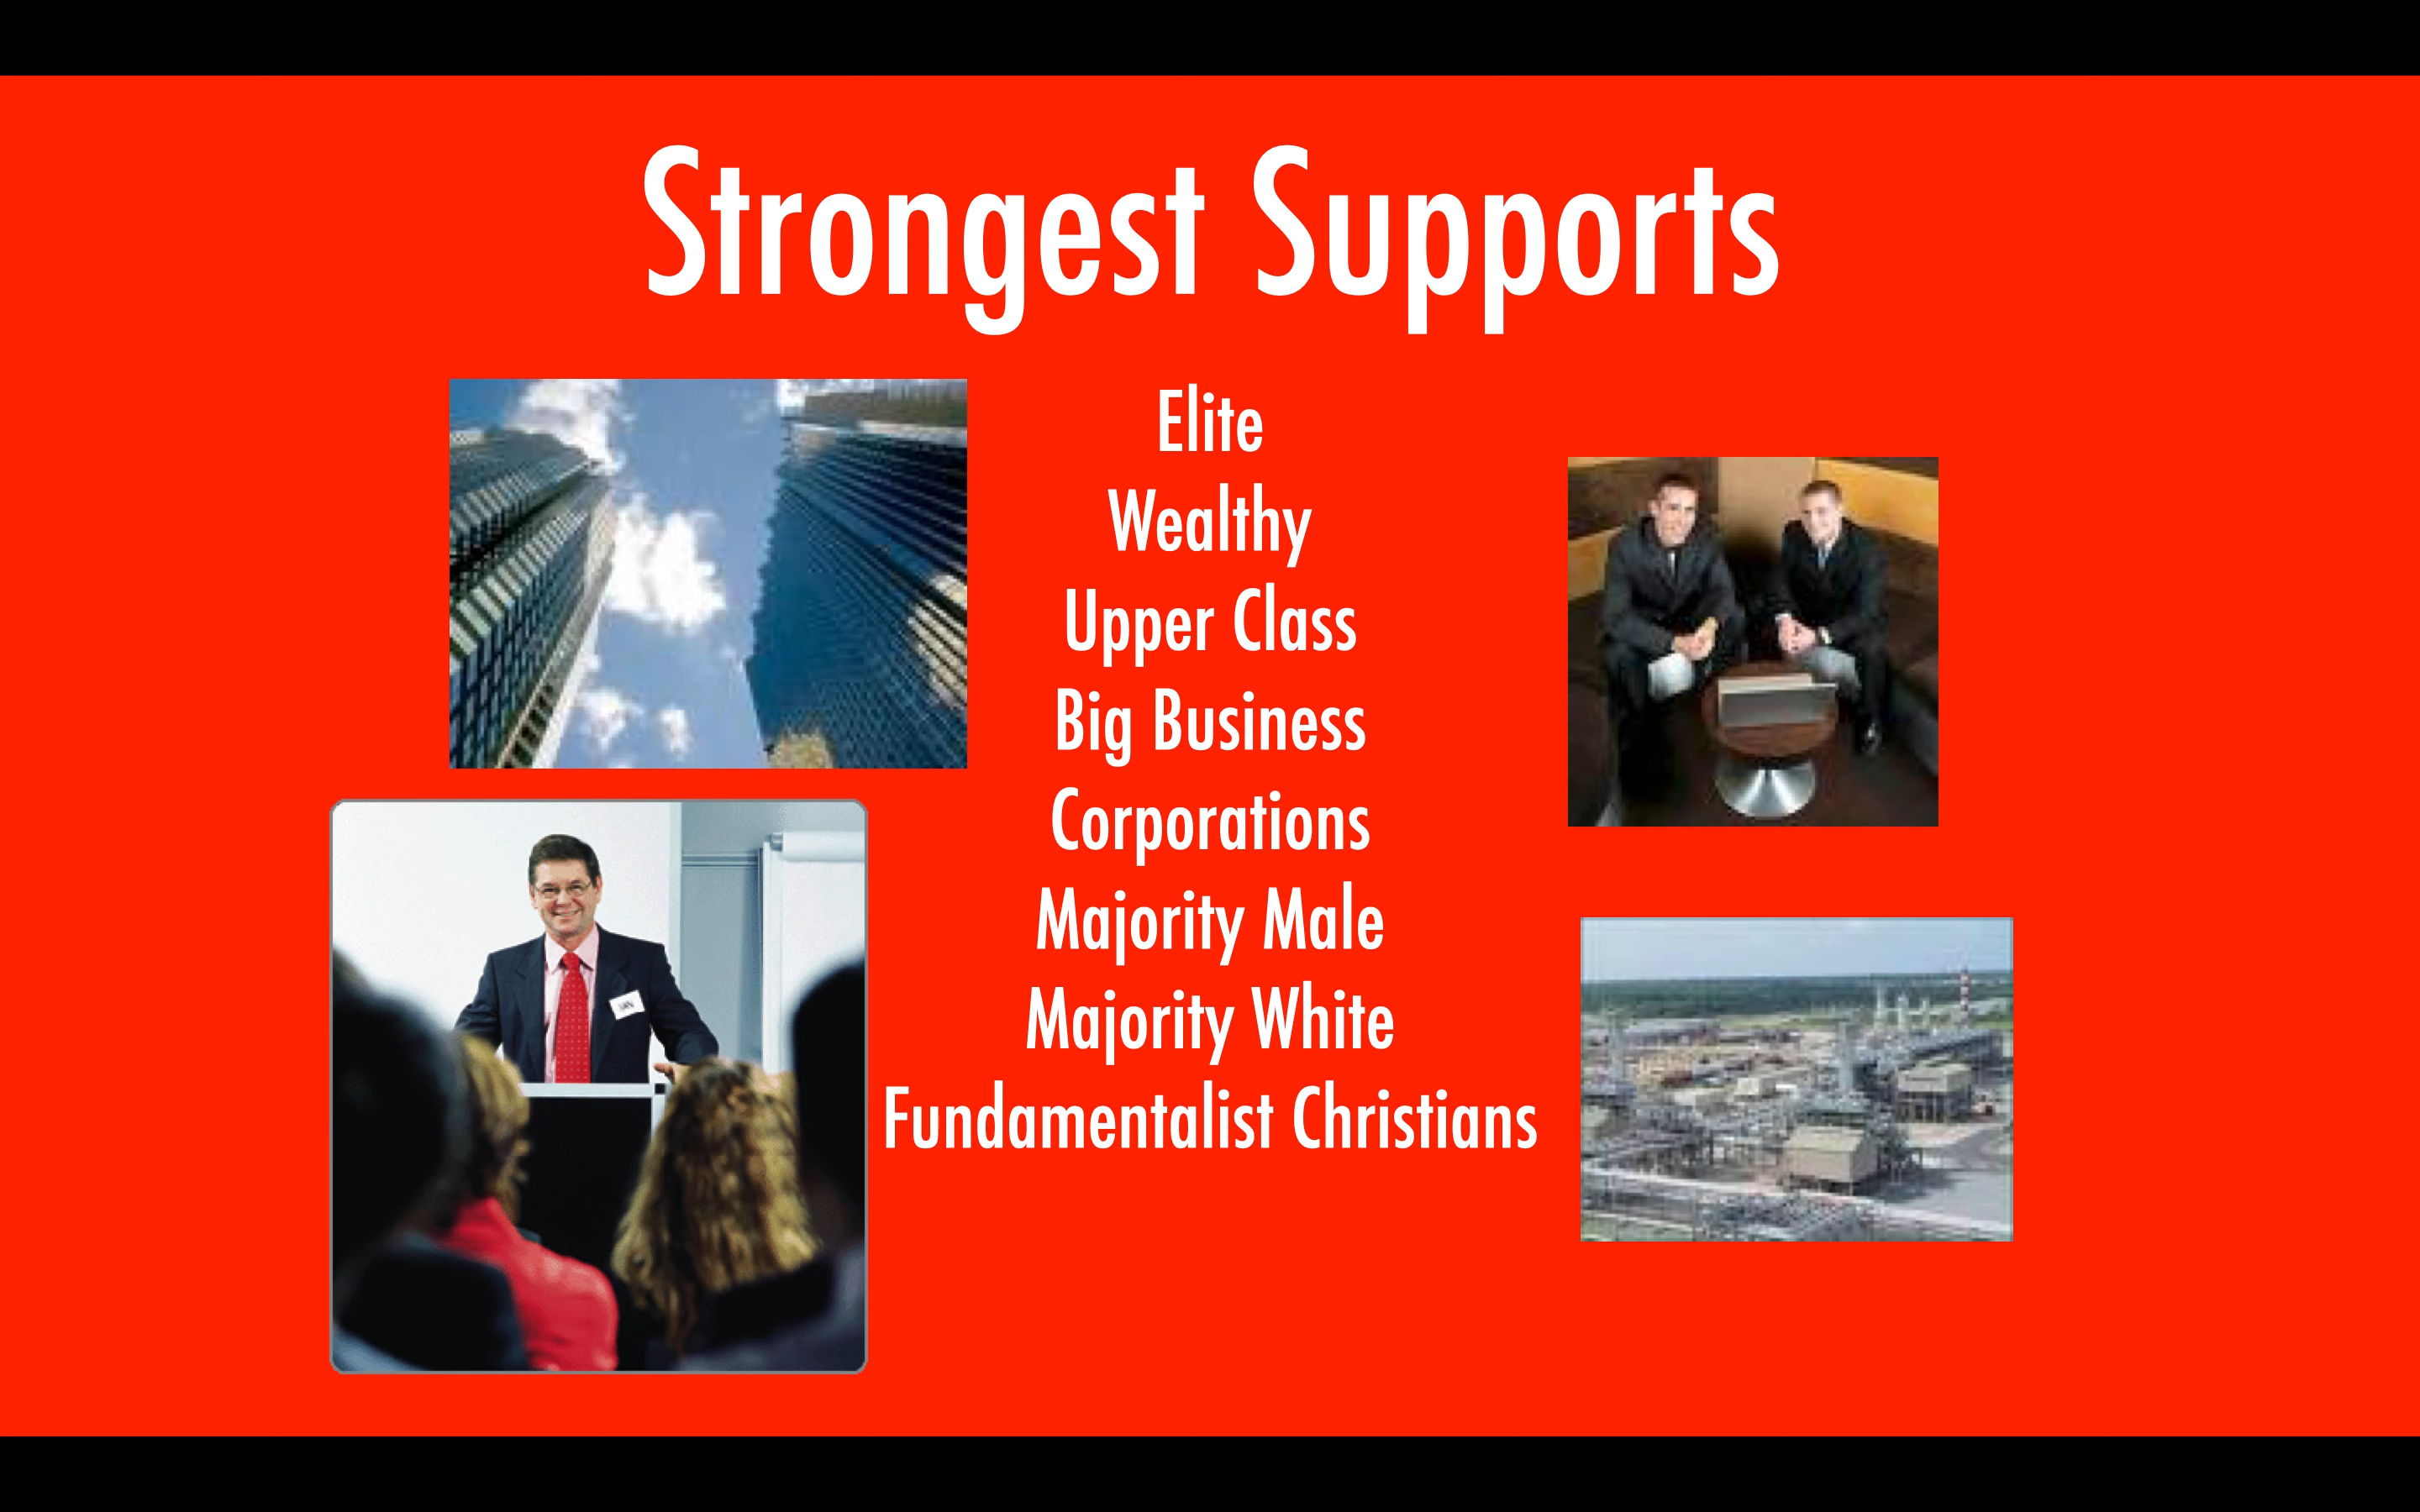 Strongest Supports
Elite
Wealthy
Upper Class
Big Business
Corporations
Majority Male
Majority White
Fundamentalist Christians